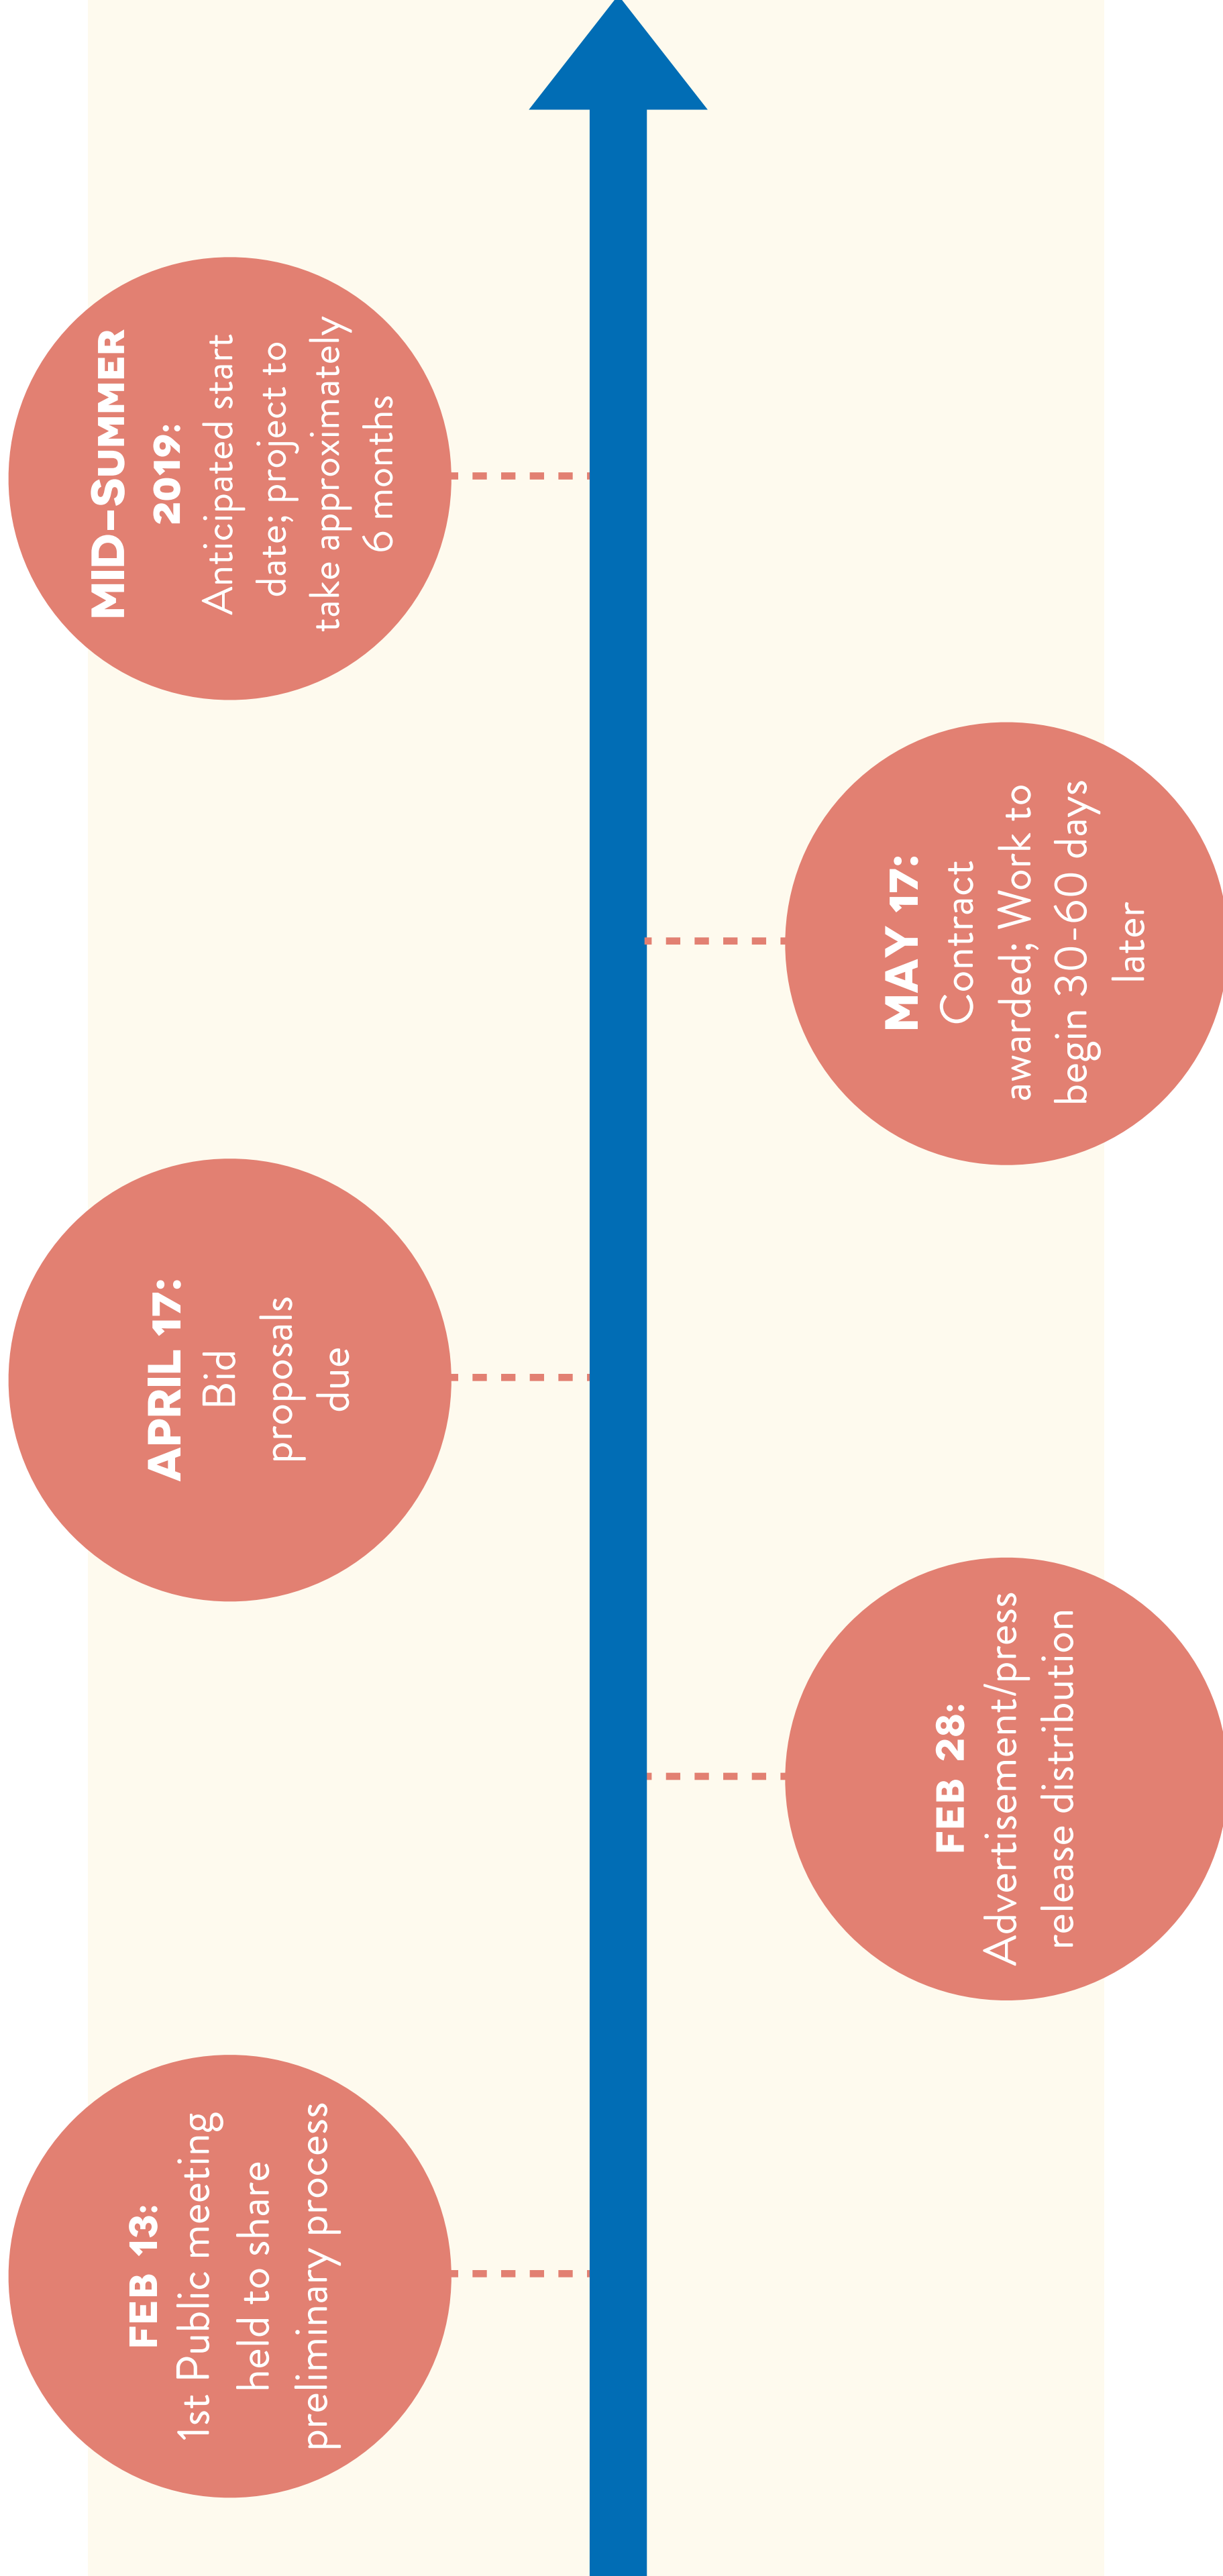 FEB 13:
1st Public meeting
held to share
preliminary process
FEB 28:
Advertisement/press
release distribution
APRIL 17:
Bid
proposals
due
MAY 17:
Contract
awarded; Work to
begin 30-60 days
later
MID-SUMMER
2019:
Anticipated start
date; project to
take approximately
6 months